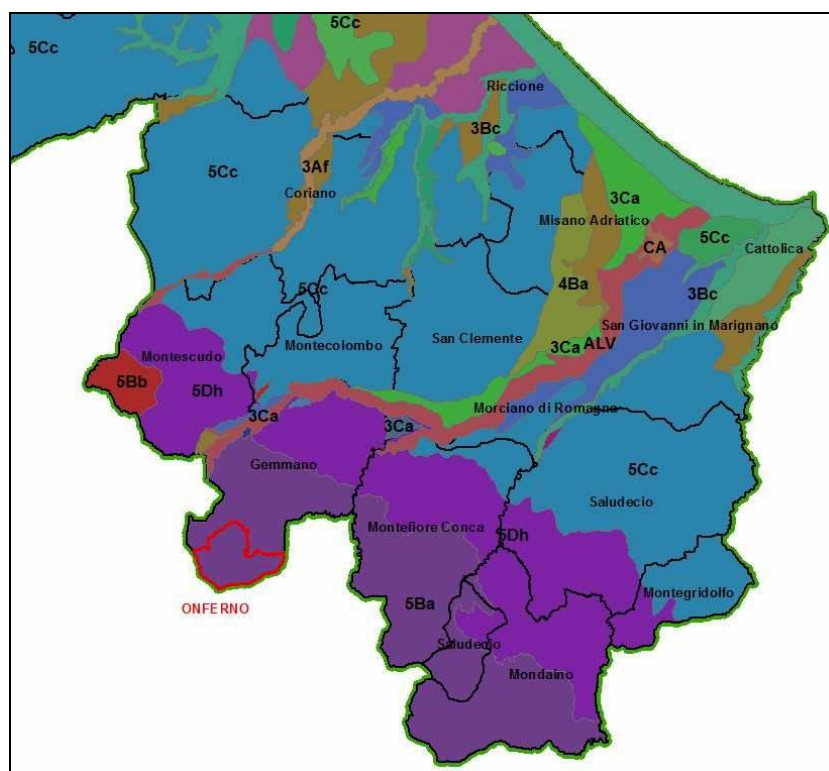 5Cc
5Cc
Riccione
3Bc
5Cc
3Af
Coriano
3Ca
Misano Adriatico
CA
5Cc
Cattolica
4Ba
3Bc
5Cc
San Giovanni in Marignano
San Clemente
Montecolombo
3Ca
ALV
Montescudo
5Bb
5Dh
3Ca
Morciano di Romagna
3Ca
Gemmano
5Cc
Saludecio
Montefiore Conca
5Dh
ONFERNO
5Ba
Montegridolfo
Saludecio
Mondaino